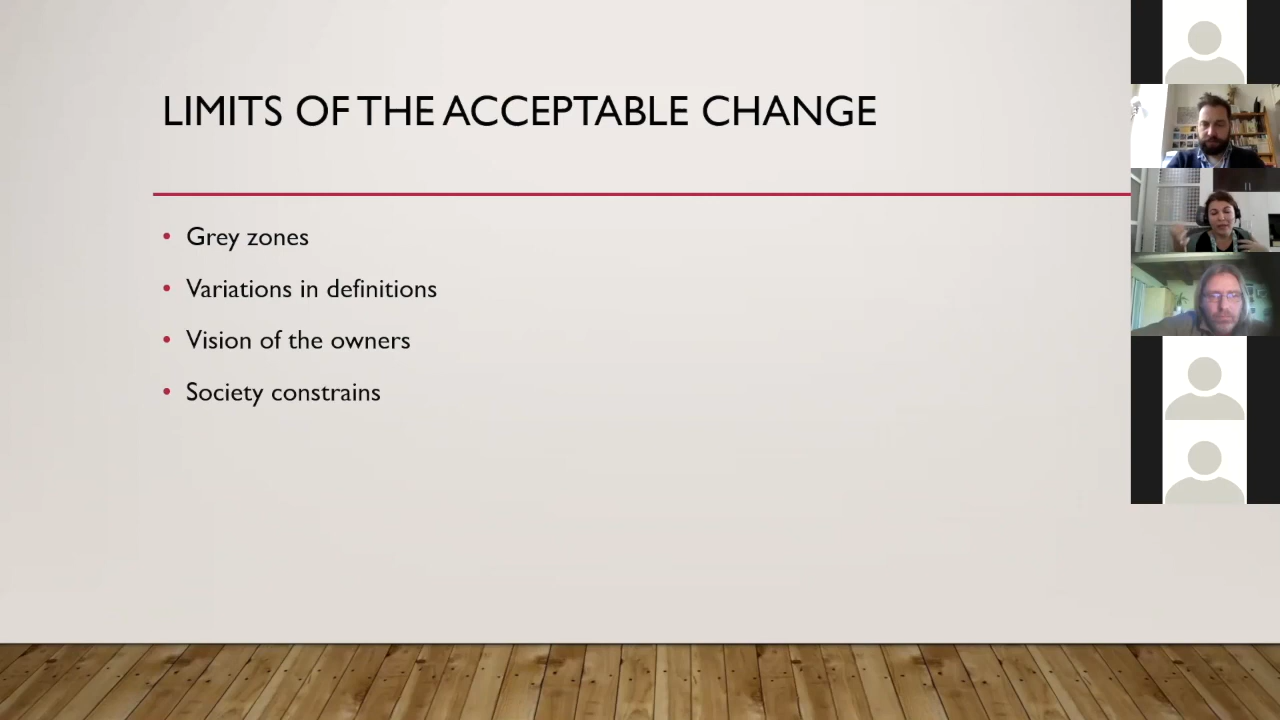 LIMITS OF THE ACCEPTABLE CHANGE
• Grey zones
• Variations in definitions
• Vision of the owners
• Society constrains